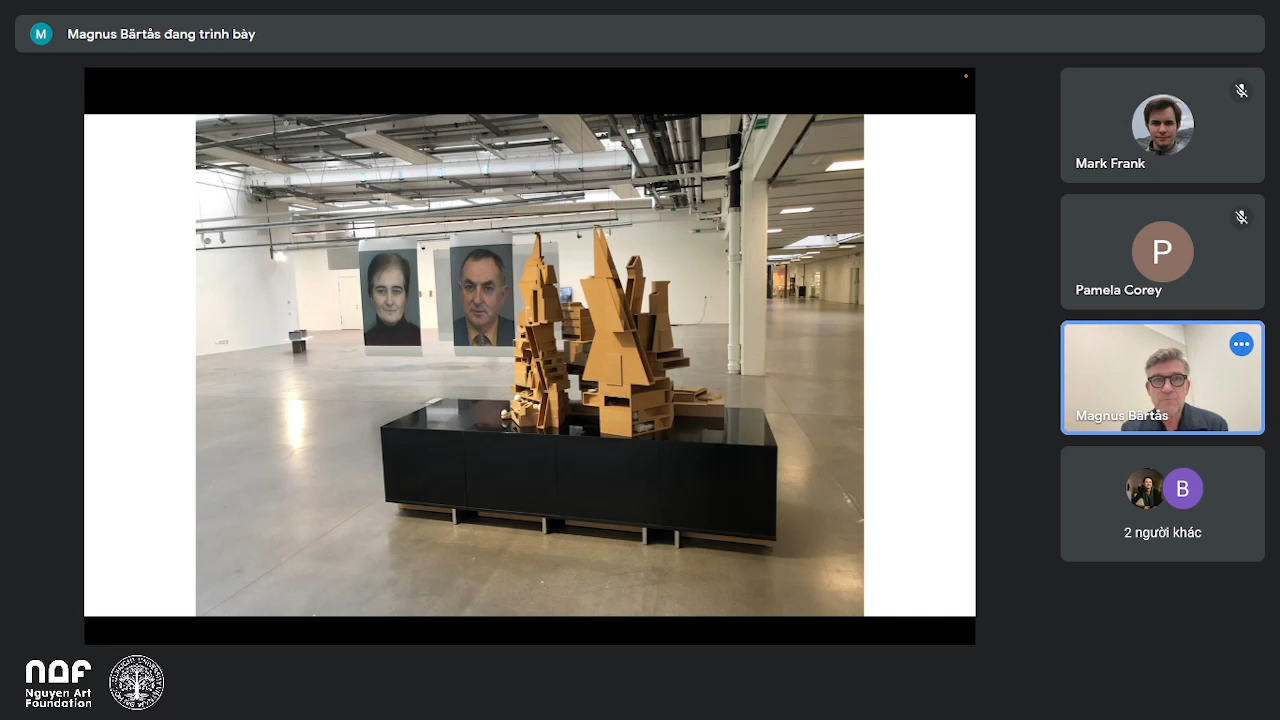 M
Magnus Bärtås đang trình bày
Mark Frank
P
Pamela Corey
Magnus Bärtås
B
2 người khác
naf
Nguyen Art
Foundation